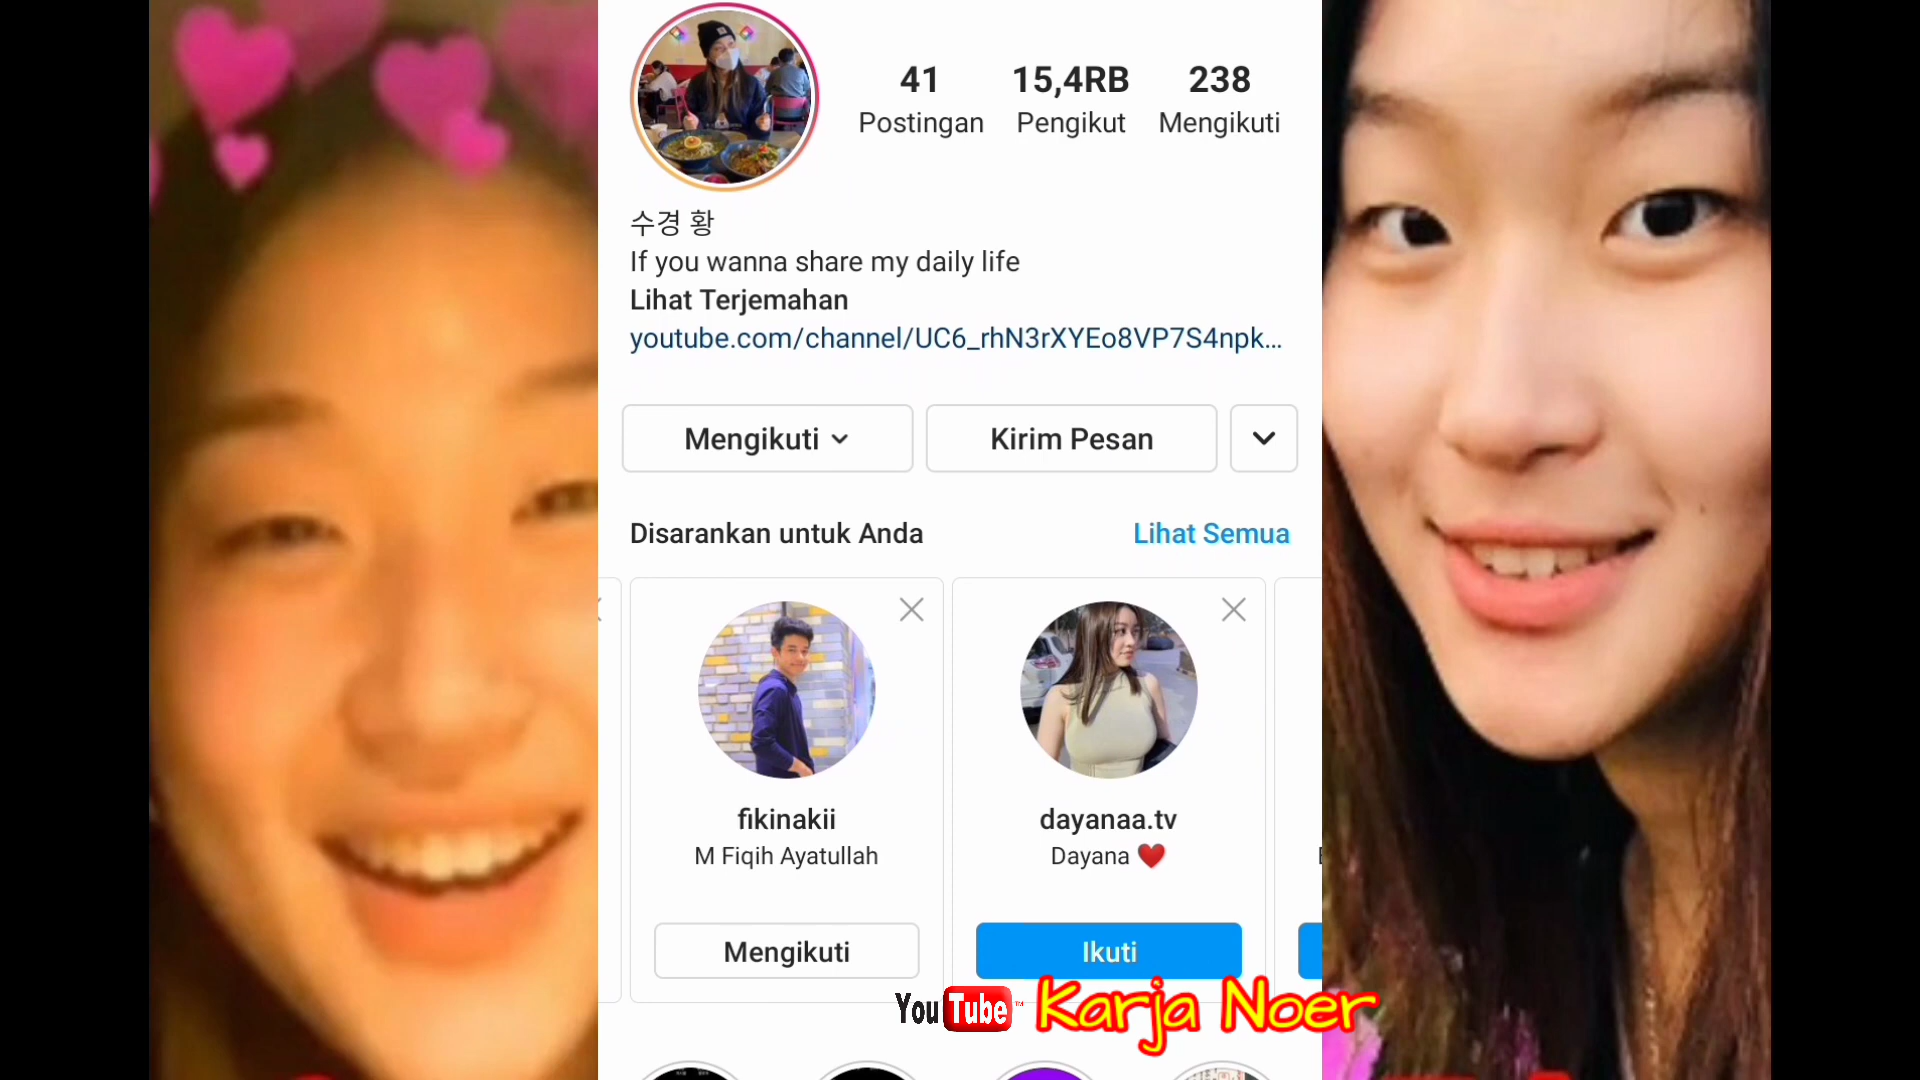 41 15,4RB 238
Postingan Pengikut Mengikuti
수경 황
If you wanna share my daily life
Lihat Terjemahan
youtube.com/channel/UC6_rhN3rXYEo8VP7S4npk...
Mengikuti Kirim Pesan
Disarankan untuk Anda Lihat Semua
fikinakii dayanaa.tv
M Fiqih Ayatullah Dayana ❤️
Mengikuti Ikuti
YouTube™ Karja Noer